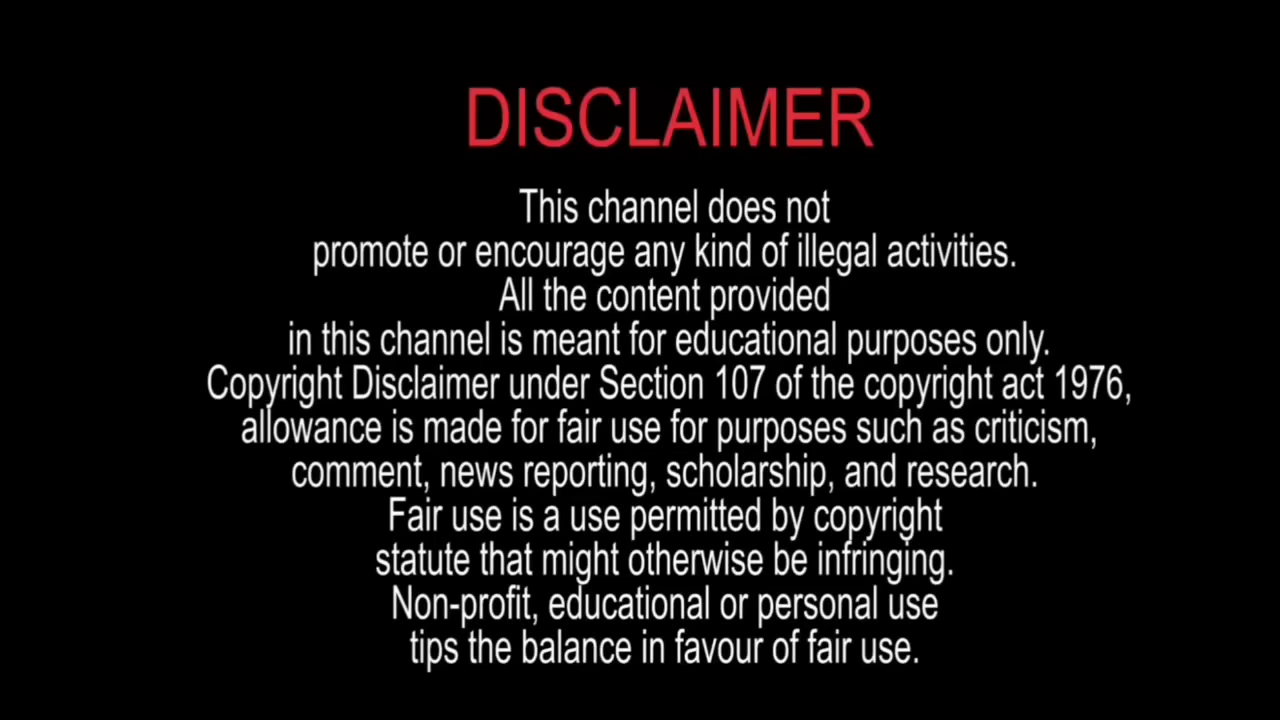 DISCLAIMER
This channel does not
promote or encourage any kind of illegal activities.
All the content provided
in this channel is meant for educational purposes only.
Copyright Disclaimer under Section 107 of the copyright act 1976,
allowance is made for fair use for purposes such as criticism,
comment, news reporting, scholarship, and research.
Fair use is a use permitted by copyright
statute that might otherwise be infringing.
Non-profit, educational or personal use
tips the balance in favour of fair use.